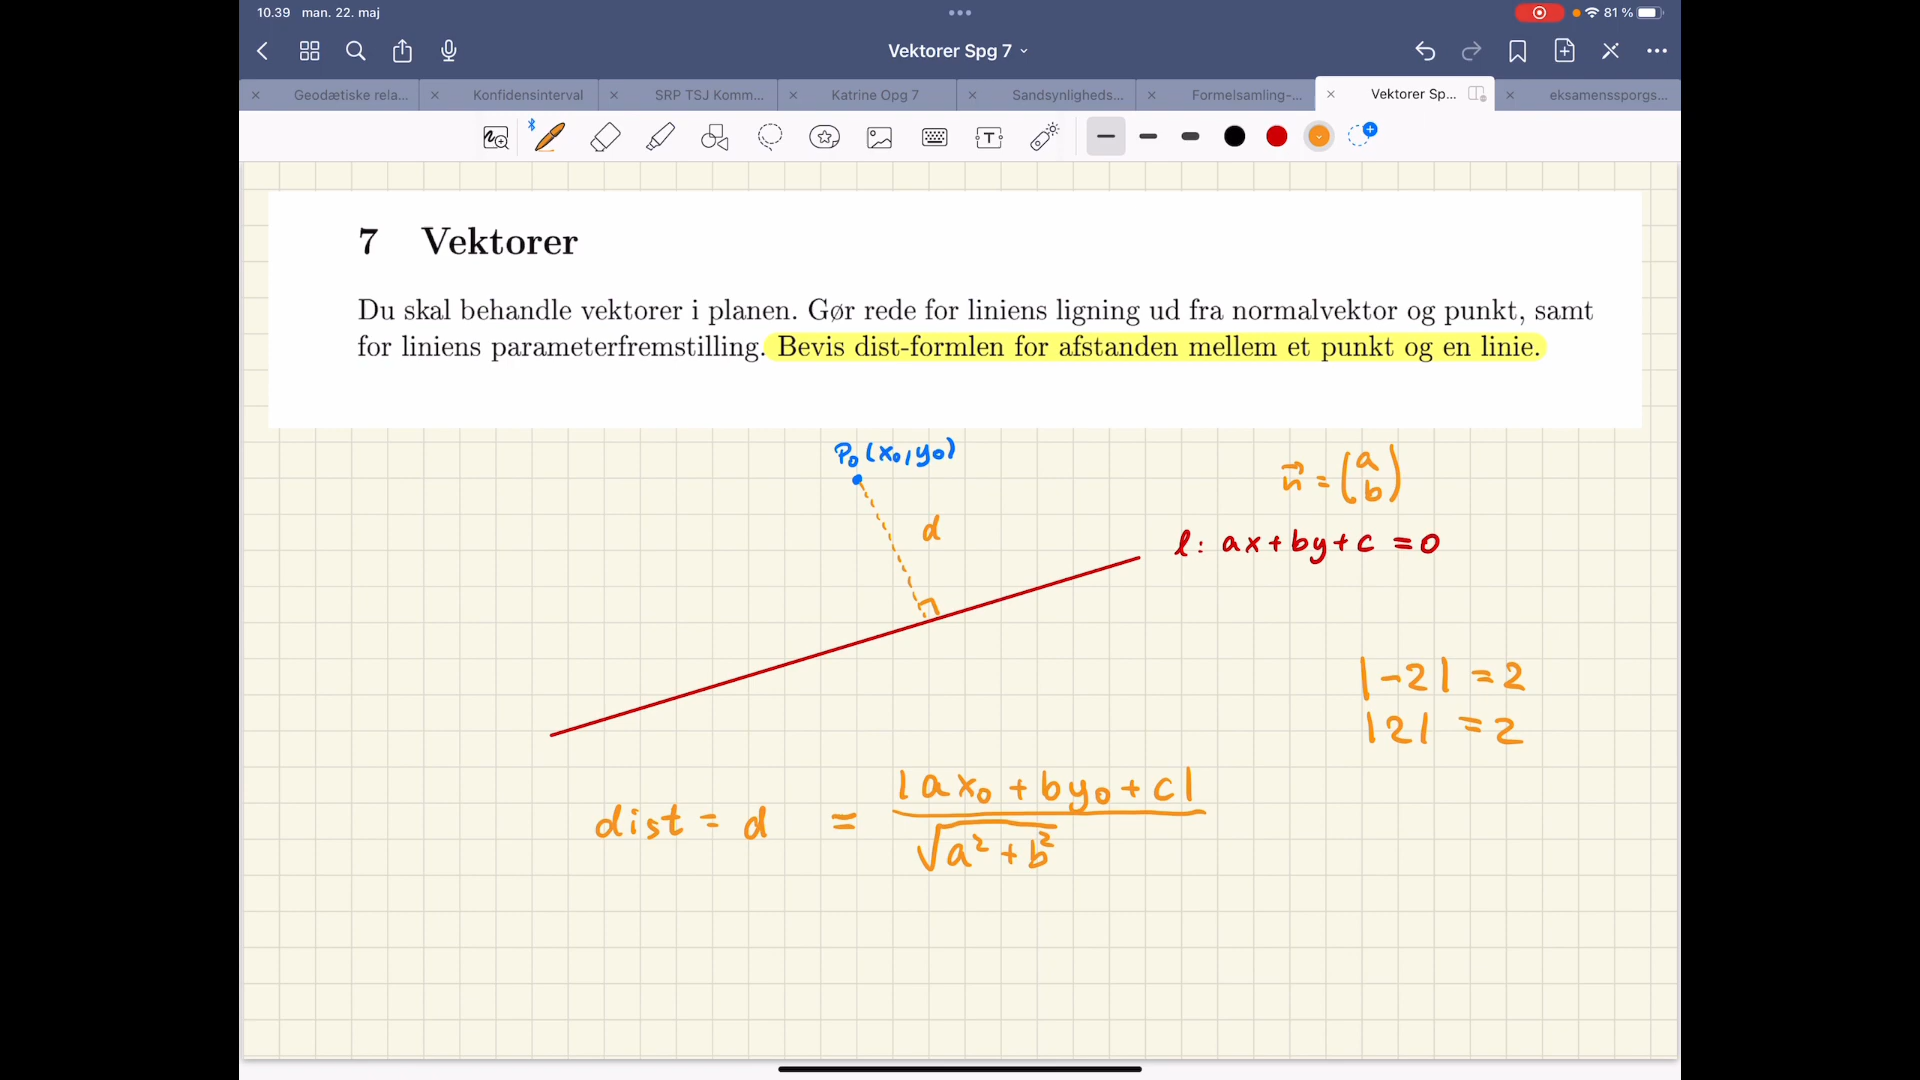 10.39 man. 22. maj
81 %
Vektorer Spg 7
Geodætiske rela...
Konfidensinterval
SRP TSJ Komm...
Katrine Opg 7
Sandsynligheds...
Formelsamling-...
Vektorer Sp...
eksamenssporgs...
7 Vektorer
Du skal behandle vektorer i planen. Gør rede for liniens ligning ud fra normalvektor og punkt, samt
for liniens parameterfremstilling. Bevis dist-formlen for afstanden mellem et punkt og en linie.
P₀(x₀,y₀)
n⃗ = (a b)
d
l: ax+by+c =0
|-2| =2
|2| =2
dist = d = |ax₀ + by₀ + c| / √(a² + b²)